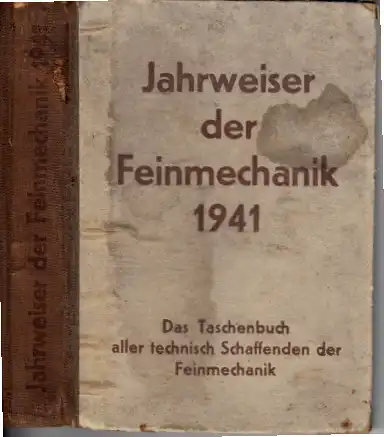 Jahrweiser der Feinmechanik
Jahrweiser
der
Feinmechanik
1941
Das Taschenbuch
aller technisch Schaffenden der
Feinmechanik